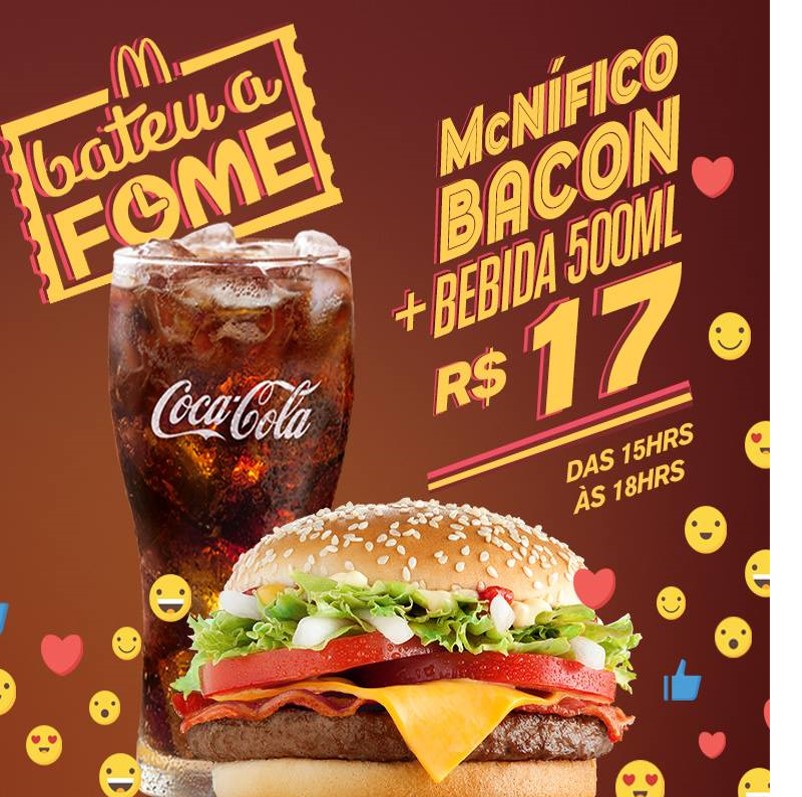 bateu a
FOME
McNÍFICO
BACON
+ BEBIDA 500ML
R$ 17
DAS 15HRS
ÀS 18HRS
Coca-Cola